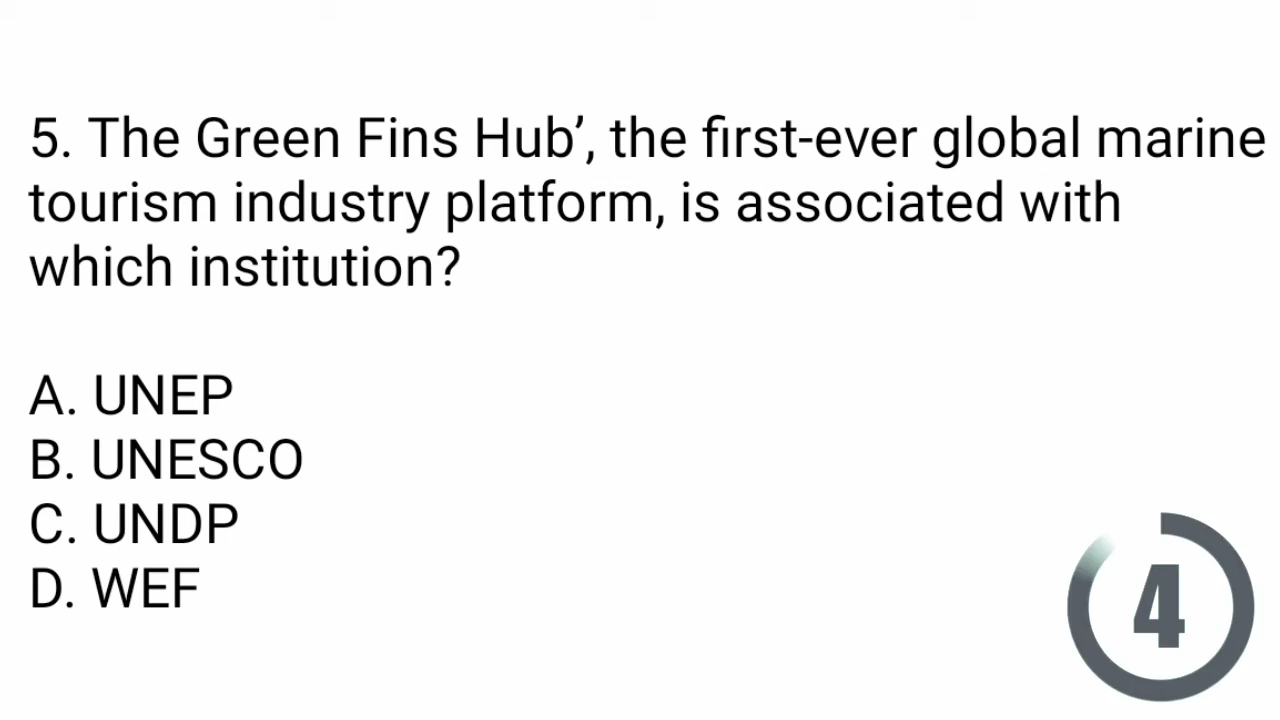 5. The Green Fins Hub’, the first-ever global marine
tourism industry platform, is associated with
which institution?
A. UNEP
B. UNESCO
C. UNDP
D. WEF
4